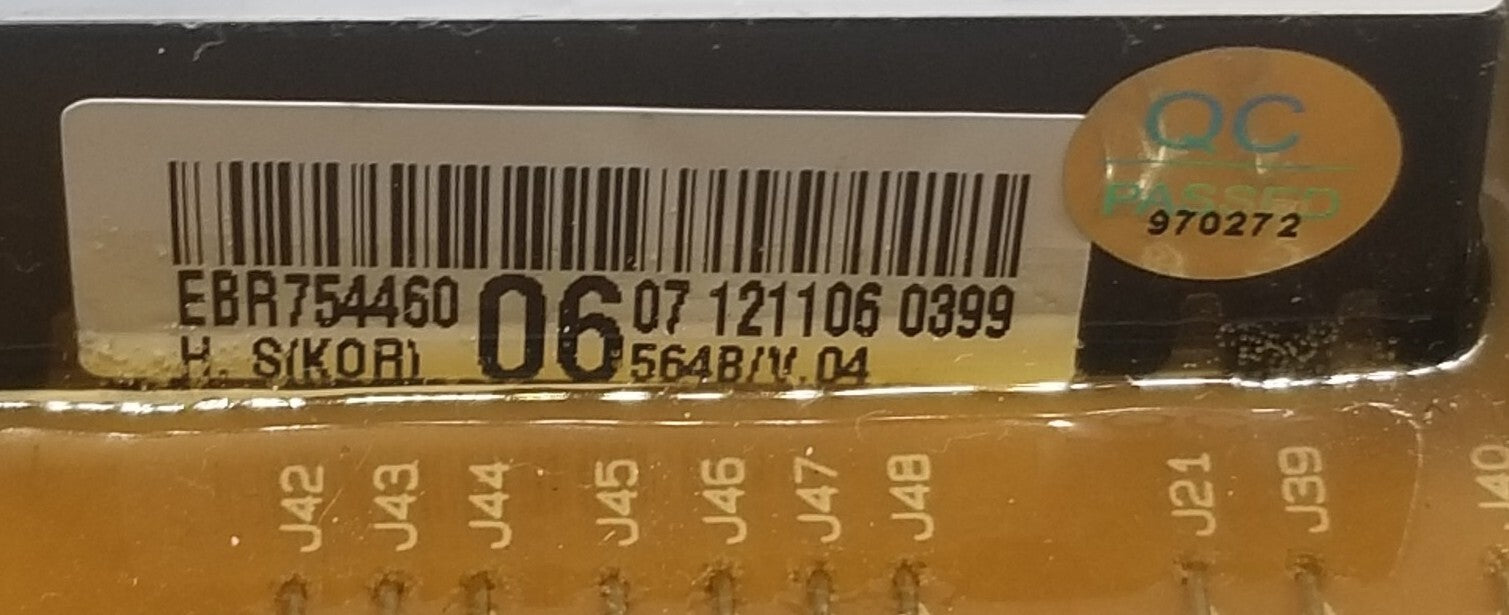 QC
PASSED
970272
EBR754460 06 07 121106 0399
H. S(KOR) 564B/V.04
J42 J43 J44 J45 J46 J47 J48 J21 J39 J40